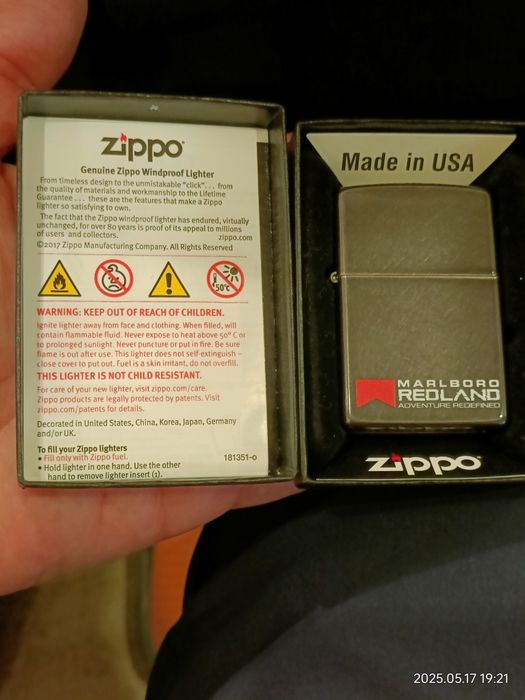 zippo
Genuine Zippo Windproof Lighter
From timeless design to the unmistakable "click"... from
the quality of materials and workmanship to the Lifetime
Guarantee . . . these are the features that make a Zippo
lighter so satisfying to own.
The fact that the Zippo windproof lighter has endured, virtually
unchanged, for over 80 years is proof of its appeal to millions
of users and collectors.
zippo.com
©2017 Zippo Manufacturing Company. All Rights Reserved
50°C
WARNING: KEEP OUT OF REACH OF CHILDREN.
Ignite lighter away from face and clothing. When filled, will
contain flammable fluid. Never expose to heat above 50° C or
to prolonged sunlight. Never puncture or put in fire. Be sure
flame is out after use. This lighter does not self-extinguish –
close cover to put out. Fuel is a skin irritant, do not overfill.
THIS LIGHTER IS NOT CHILD RESISTANT.
For care of your new lighter, visit zippo.com/care.
Zippo products are legally protected by patents. Visit
zippo.com/patents for details.
Decorated in United States, China, Korea, Japan, Germany
and/or UK.
To fill your Zippo lighters
• Fill only with Zippo fuel.
• Hold lighter in one hand. Use the other
hand to remove lighter insert (1).
181351-0
Made in USA
MARLBORO
REDLAND
ADVENTURE REDEFINED
zippo
2025.05.17 19:21